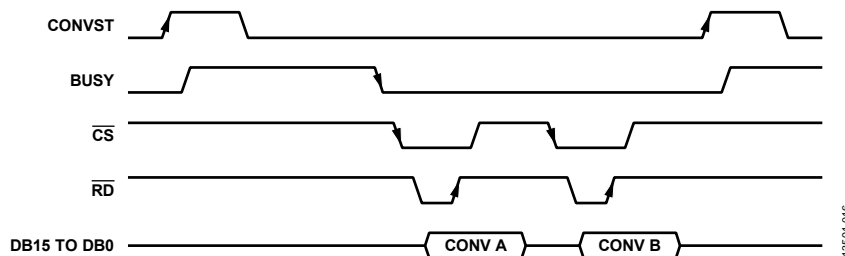 CONVST
BUSY
CS
RD
DB15 TO DB0
CONV A
CONV B